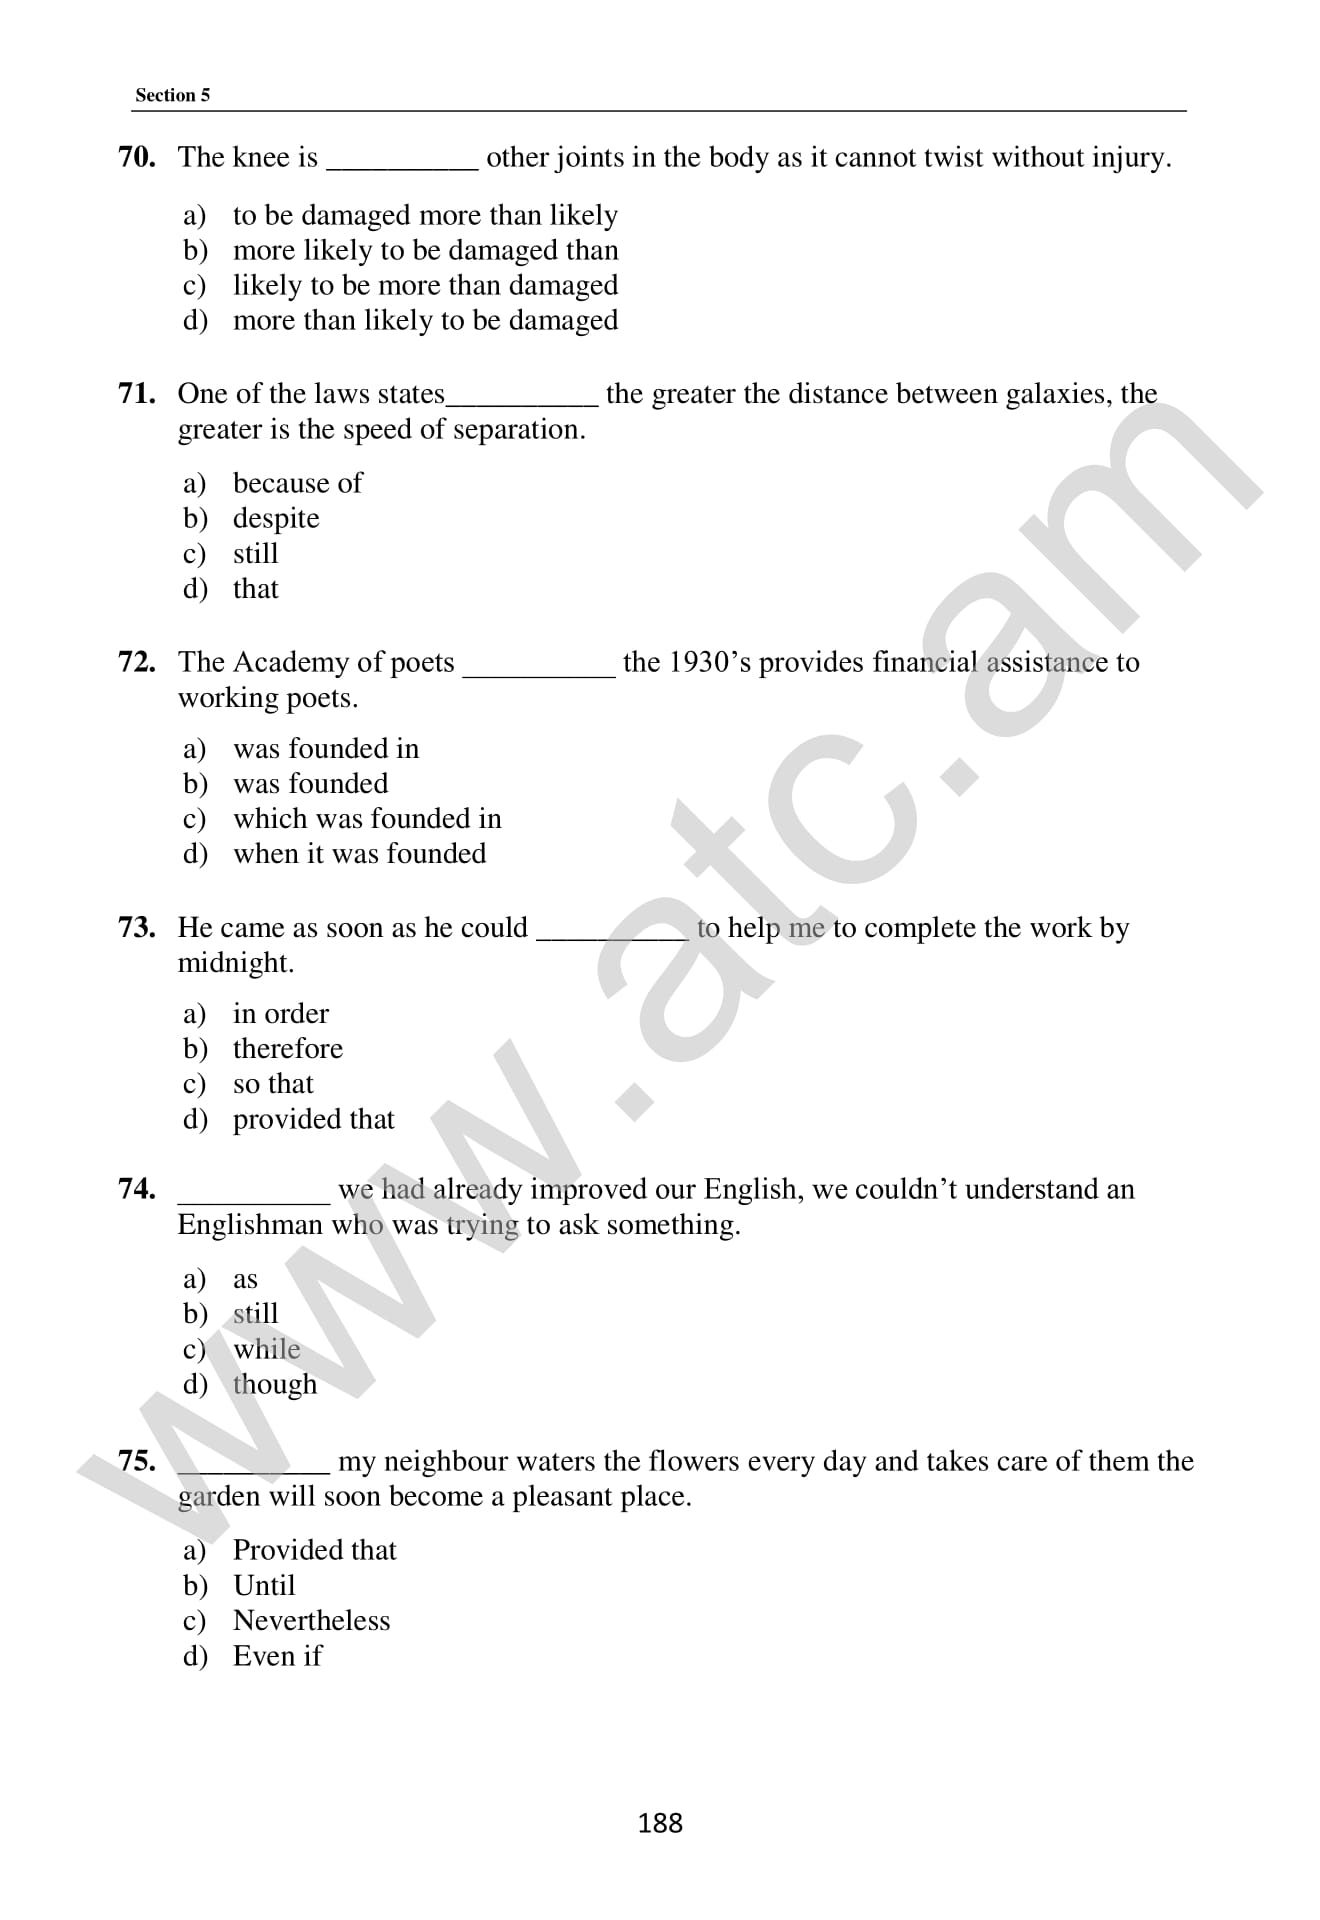 Section 5
70. The knee is __________ other joints in the body as it cannot twist without injury.
a) to be damaged more than likely
b) more likely to be damaged than
c) likely to be more than damaged
d) more than likely to be damaged
71. One of the laws states__________ the greater the distance between galaxies, the
greater is the speed of separation.
a) because of
b) despite
c) still
d) that
72. The Academy of poets __________ the 1930’s provides financial assistance to
working poets.
a) was founded in
b) was founded
c) which was founded in
d) when it was founded
73. He came as soon as he could __________ to help me to complete the work by
midnight.
a) in order
b) therefore
c) so that
d) provided that
74. __________ we had already improved our English, we couldn’t understand an
Englishman who was trying to ask something.
a) as
b) still
c) while
d) though
75. __________ my neighbour waters the flowers every day and takes care of them the
garden will soon become a pleasant place.
a) Provided that
b) Until
c) Nevertheless
d) Even if
188
www.atc.am